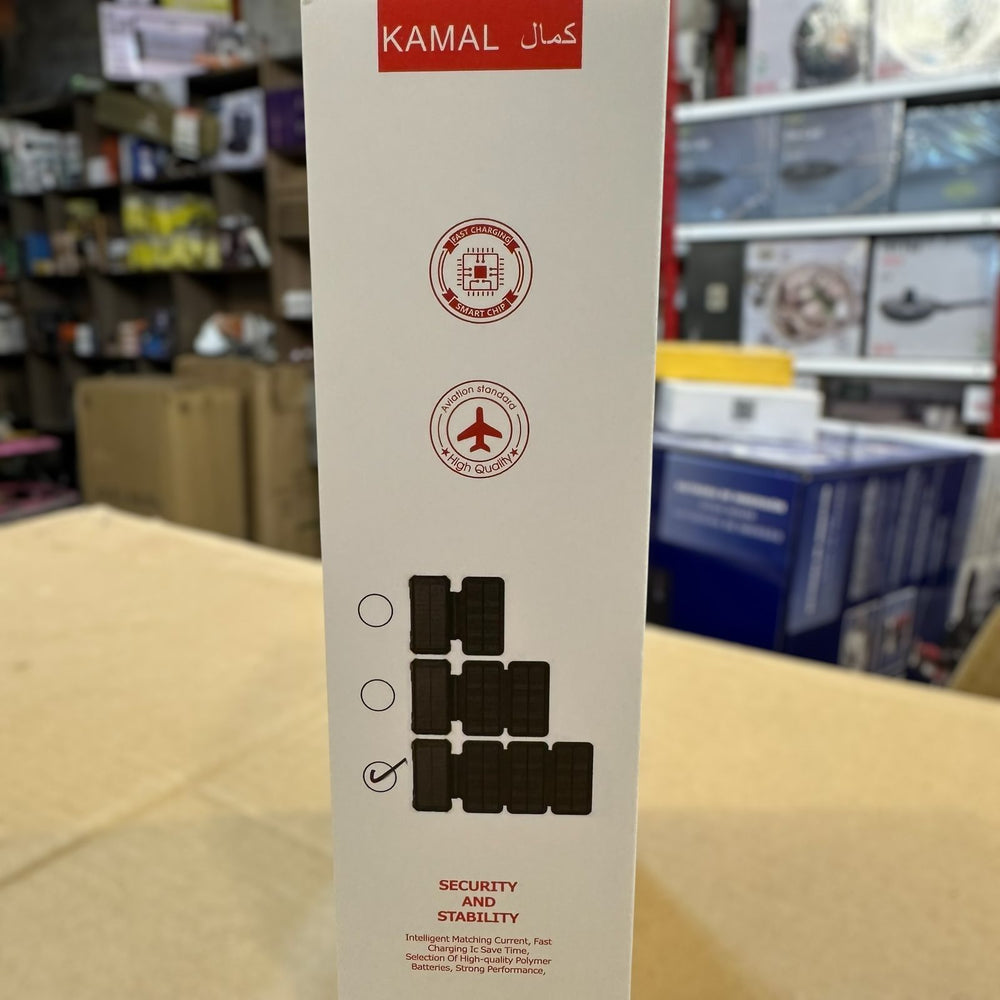 KAMAL كمال
FAST CHARGING
SMART CHIP
Aviation standard
High Quality
SECURITY
AND
STABILITY
Intelligent Matching Current, Fast
Charging Ic Save Time,
Selection Of High-quality Polymer
Batteries, Strong Performance,